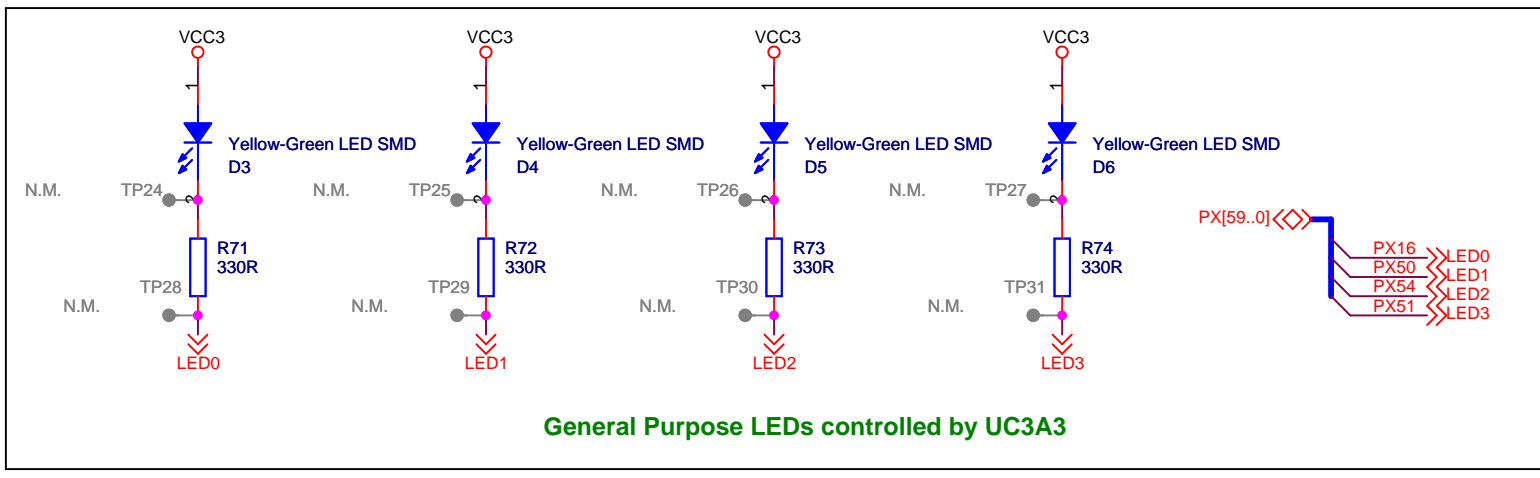 VCC3 VCC3 VCC3 VCC3
1 1 1 1
Yellow-Green LED SMD Yellow-Green LED SMD Yellow-Green LED SMD Yellow-Green LED SMD
D3 D4 D5 D6
N.M. TP24 N.M. TP25 N.M. TP26 N.M. TP27
2 2 2 2
PX[59..0]
R71 R72 R73 R74
330R 330R 330R 330R
PX16 LED0
PX50 LED1
PX54 LED2
PX51 LED3
TP28 TP29 TP30 TP31
N.M. N.M. N.M. N.M.
LED0 LED1 LED2 LED3
General Purpose LEDs controlled by UC3A3